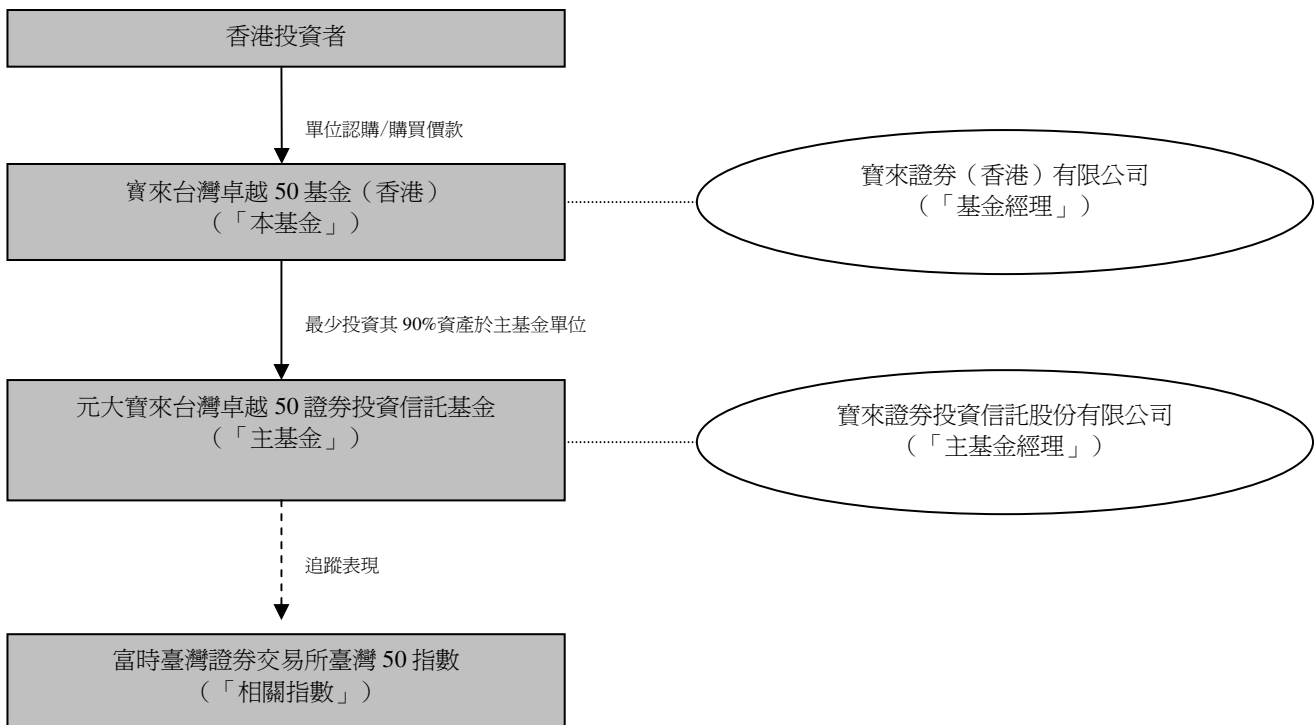 香港投資者
單位認購/購買價款
寶來台灣卓越 50 基金（香港）
（「本基金」）
寶來證券（香港）有限公司
（「基金經理」）
最少投資其 90%資產於主基金單位
元大寶來台灣卓越 50 證券投資信託基金
（「主基金」）
寶來證券投資信託股份有限公司
（「主基金經理」）
追蹤表現
富時臺灣證券交易所臺灣 50 指數
（「相關指數」）